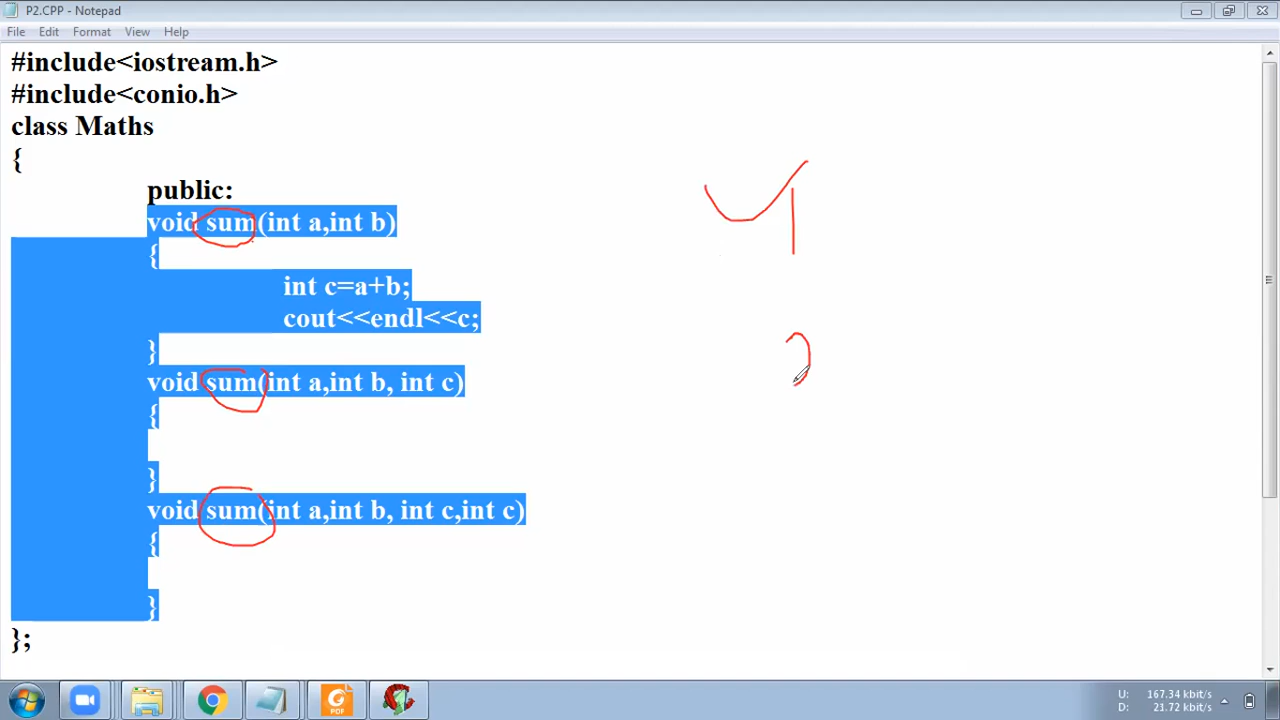 P2.CPP - Notepad
File Edit Format View Help
#include<iostream.h>
#include<conio.h>
class Maths
{
public:
void sum(int a,int b)
{
int c=a+b;
cout<<endl<<c;
}
void sum(int a,int b, int c)
{
}
void sum(int a,int b, int c,int c)
{
}
};
U: 167.34 kbit/s
D: 21.72 kbit/s
PDF